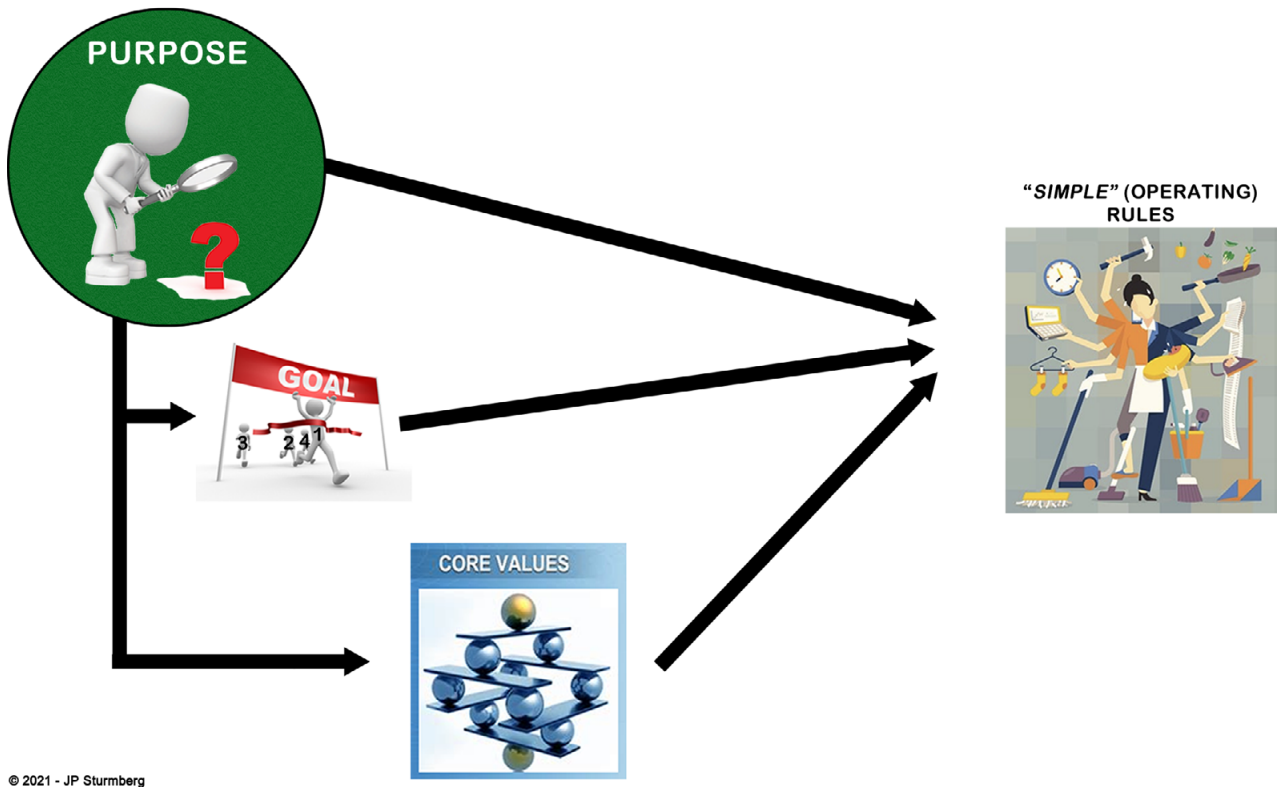 PURPOSE
?
"SIMPLE" (OPERATING)
RULES
GOAL
3 2 4 1
CORE VALUES
© 2021 - JP Sturmberg